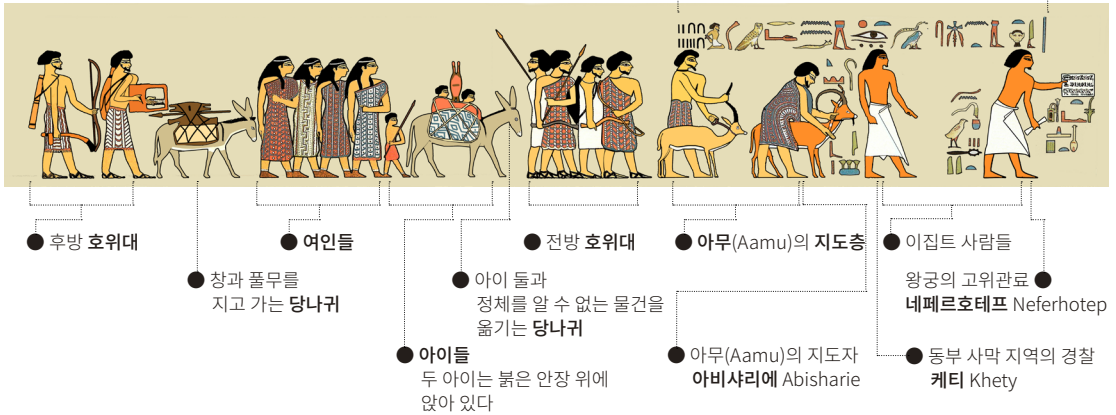 후방 호위대
여인들
전방 호위대
아무(Aamu)의 지도층
이집트 사람들
창과 풀무를
지고 가는 당나귀
아이 둘과
정체를 알 수 없는 물건을
옮기는 당나귀
왕궁의 고위관료
네페르호테프 Neferhotep
아이들
두 아이는 붉은 안장 위에
앉아 있다
아무(Aamu)의 지도자
아비샤리에 Abisharie
동부 사막 지역의 경찰
케티 Khety